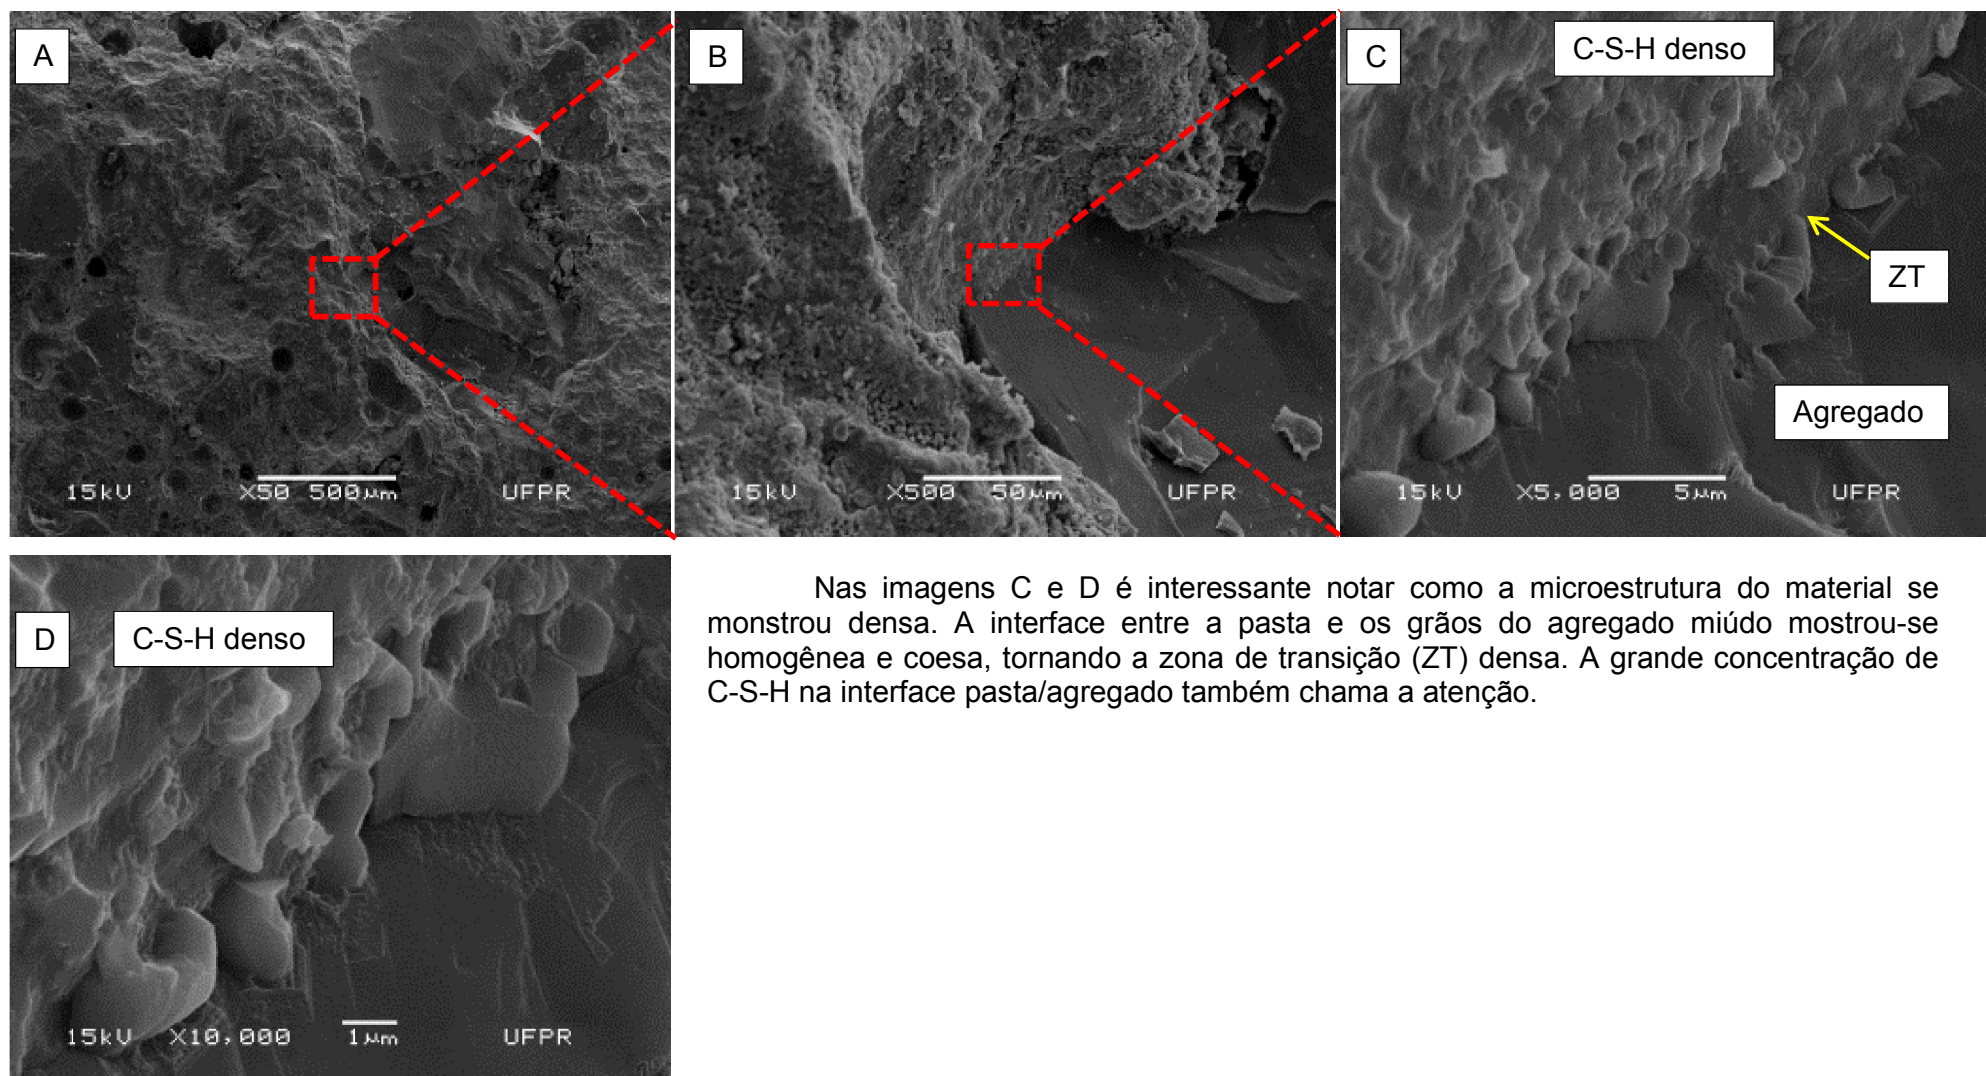 A
15kV X50 500µm UFPR
B
15kV X500 50µm UFPR
C
C-S-H denso
ZT
Agregado
15kV X5,000 5µm UFPR
D
C-S-H denso
15kV X10,000 1µm UFPR
Nas imagens C e D é interessante notar como a microestrutura do material se
monstrou densa. A interface entre a pasta e os grãos do agregado miúdo mostrou-se
homogênea e coesa, tornando a zona de transição (ZT) densa. A grande concentração de
C-S-H na interface pasta/agregado também chama a atenção.